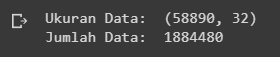 Ukuran Data:  (58890, 32)
Jumlah Data:  1884480